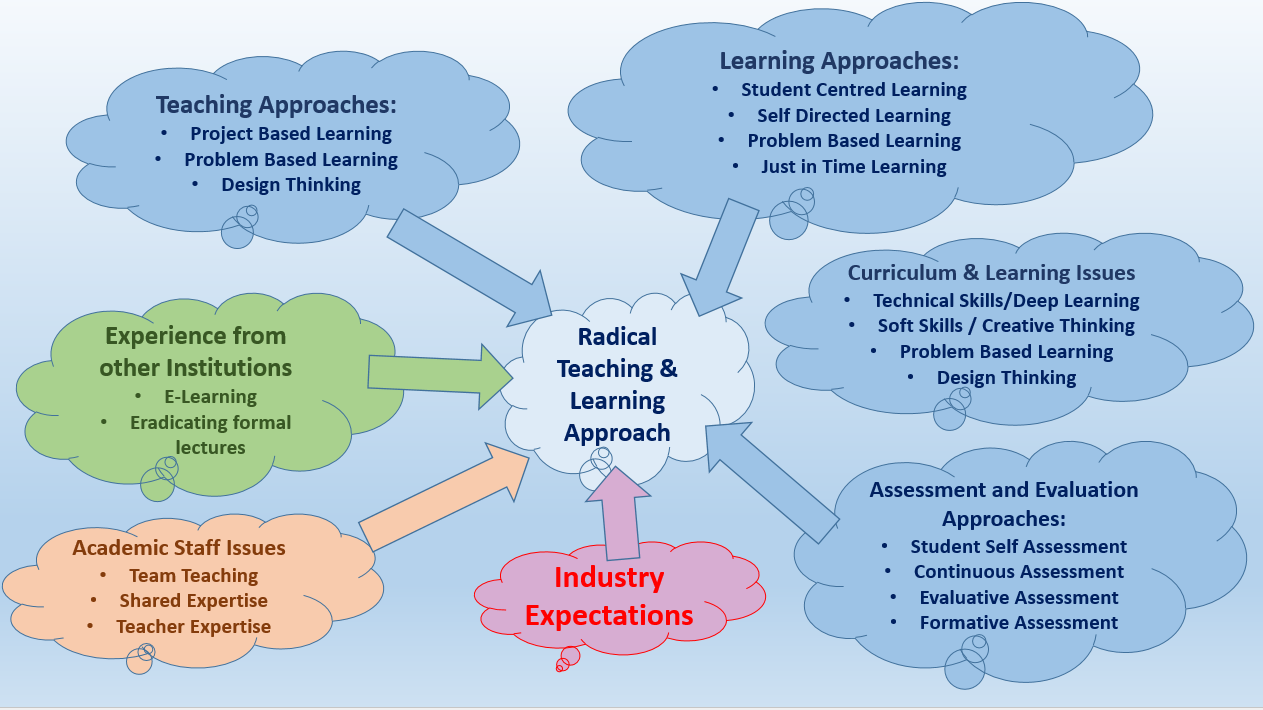 Teaching Approaches:
• Project Based Learning
• Problem Based Learning
• Design Thinking
Learning Approaches:
• Student Centred Learning
• Self Directed Learning
• Problem Based Learning
• Just in Time Learning
Curriculum & Learning Issues
• Technical Skills/Deep Learning
• Soft Skills / Creative Thinking
• Problem Based Learning
• Design Thinking
Experience from
other Institutions
• E-Learning
• Eradicating formal
lectures
Radical
Teaching &
Learning
Approach
Assessment and Evaluation
Approaches:
• Student Self Assessment
• Continuous Assessment
• Evaluative Assessment
• Formative Assessment
Academic Staff Issues
• Team Teaching
• Shared Expertise
• Teacher Expertise
Industry
Expectations